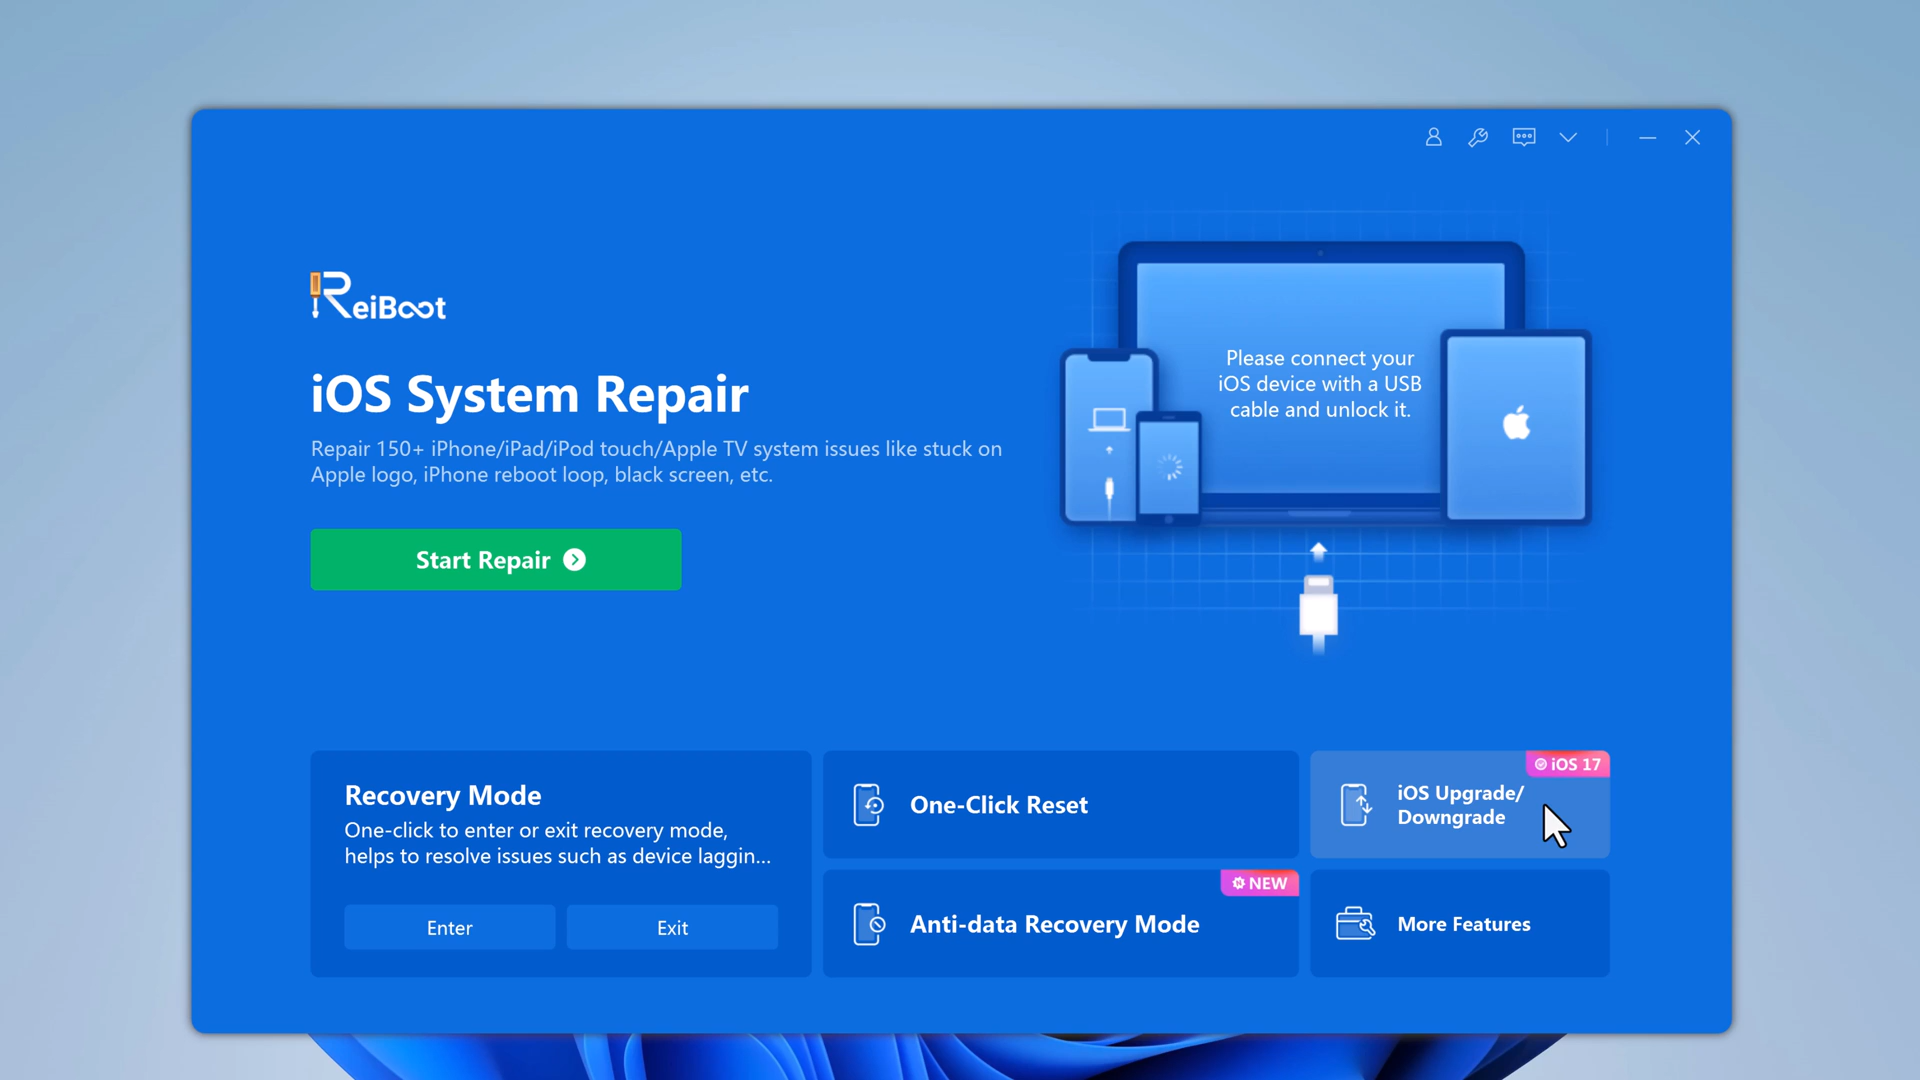 ReiBoot
iOS System Repair
Repair 150+ iPhone/iPad/iPod touch/Apple TV system issues like stuck on
Apple logo, iPhone reboot loop, black screen, etc.
Start Repair
Please connect your
iOS device with a USB
cable and unlock it.
Recovery Mode
One-click to enter or exit recovery mode,
helps to resolve issues such as device laggin...
Enter
Exit
One-Click Reset
iOS 17
iOS Upgrade/
Downgrade
NEW
Anti-data Recovery Mode
More Features